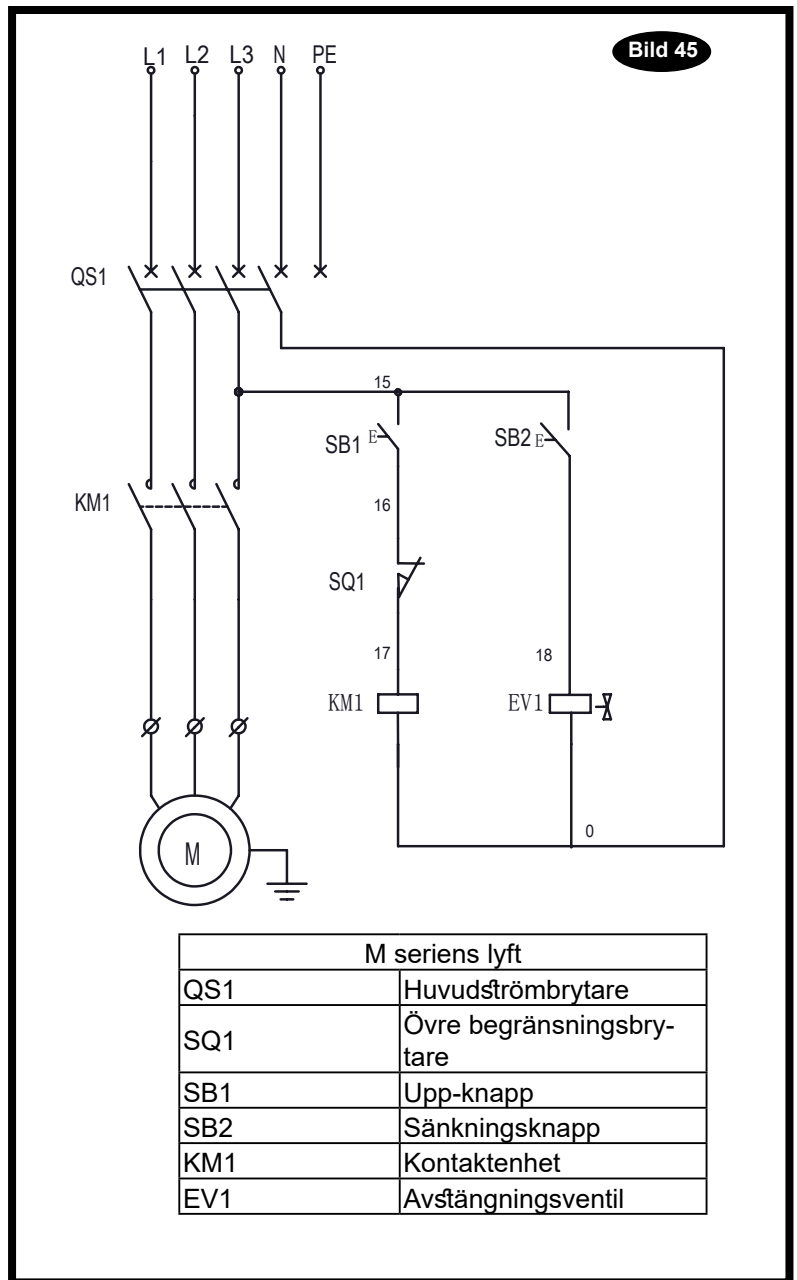 L1 L2 L3 N PE
Bild 45
QS1
15
SB1 E
SB2 E
16
KM1
SQ1
17
18
KM1
EV1
0
M
M seriens lyft
QS1 Huvudströmbrytare
SQ1 Övre begränsningsbry-
tare
SB1 Upp-knapp
SB2 Sänkningsknapp
KM1 Kontaktenhet
EV1 Avstängningsventil